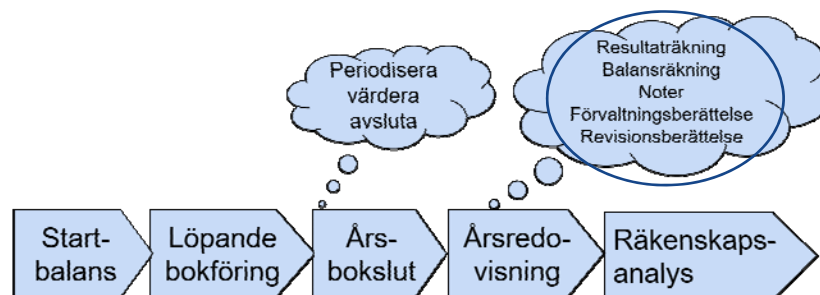 Periodisera
värdera
avsluta
Resultaträkning
Balansräkning
Noter
Förvaltningsberättelse
Revisionsberättelse
Start-
balans
Löpande
bokföring
Års-
bokslut
Årsredo-
visning
Räkenskaps-
analys